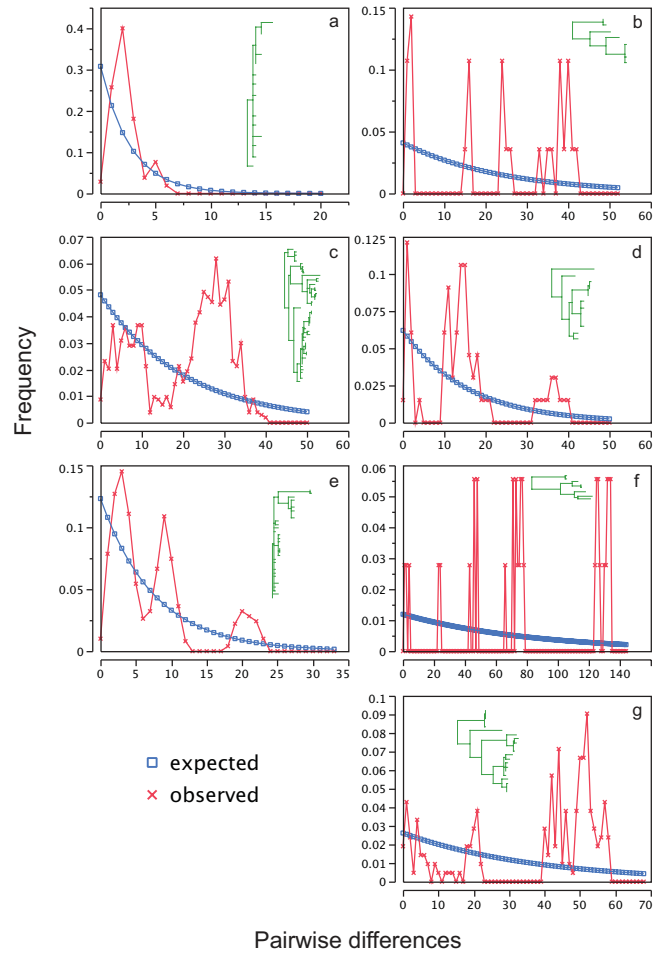 a
0.4
0.3
0.2
0.1
0
0 5 10 15 20
b
0.15
0.1
0.05
0
0 10 20 30 40 50 60
c
0.07
0.06
0.05
0.04
0.03
0.02
0.01
0
0 10 20 30 40 50 60
d
0.125
0.1
0.075
0.05
0.025
0
0 10 20 30 40 50 60
e
0.15
0.1
0.05
0
0 5 10 15 20 25 30 35
f
0.06
0.05
0.04
0.03
0.02
0.01
0
0 20 40 60 80 100 120 140
g
0.1
0.09
0.08
0.07
0.06
0.05
0.04
0.03
0.02
0.01
0
0 10 20 30 40 50 60 70
Frequency
expected
observed
Pairwise differences